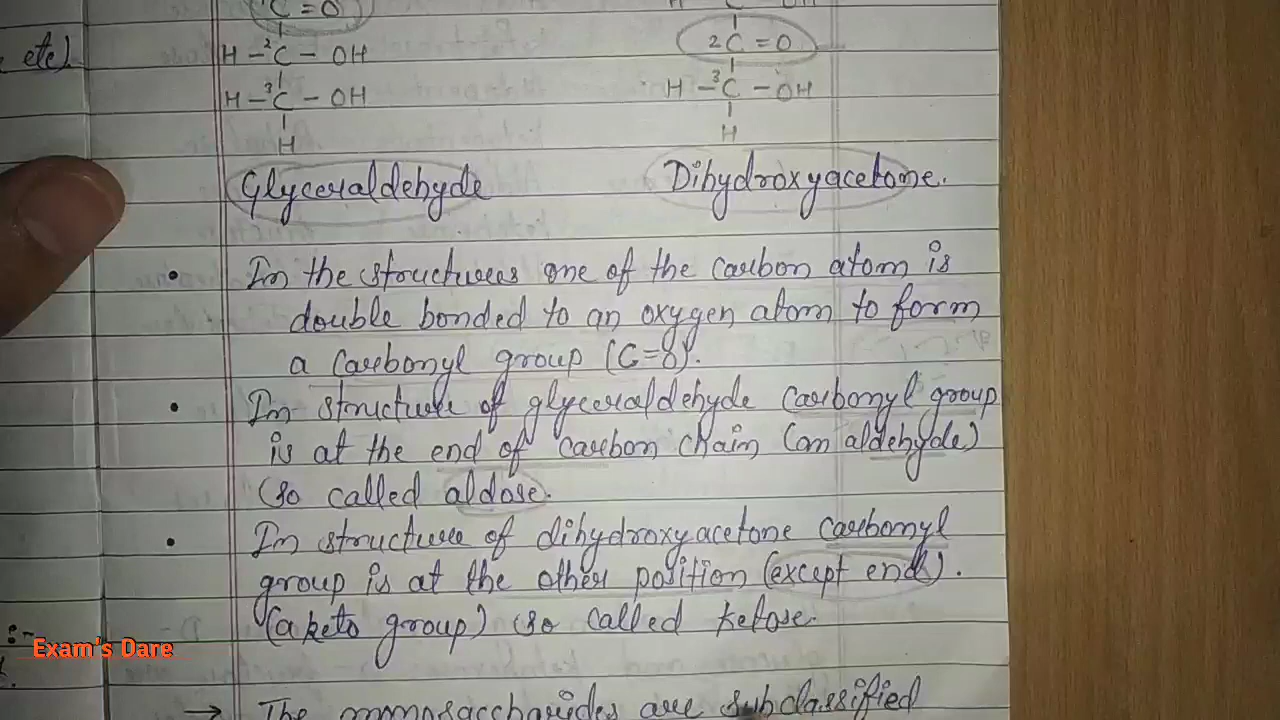 ¹C = O
etc)
H - ²C - OH
2 C = O
H - ³C - OH
H - ³C - OH
H
H
Glyceraldehyde
Dihydroxyacetone.
• In the structures one of the carbon atom is
double bonded to an oxygen atom to form
a carbonyl group (C=O).
• In structure of glyceraldehyde carbonyl group
is at the end of carbon chain (an aldehyde)
(so called aldose.
• In structure of dihydroxyacetone carbonyl
group is at the other position (except end).
(a keto group) (so called ketose.
:-
Exam's Dare
→ The monosaccharides are subclassified